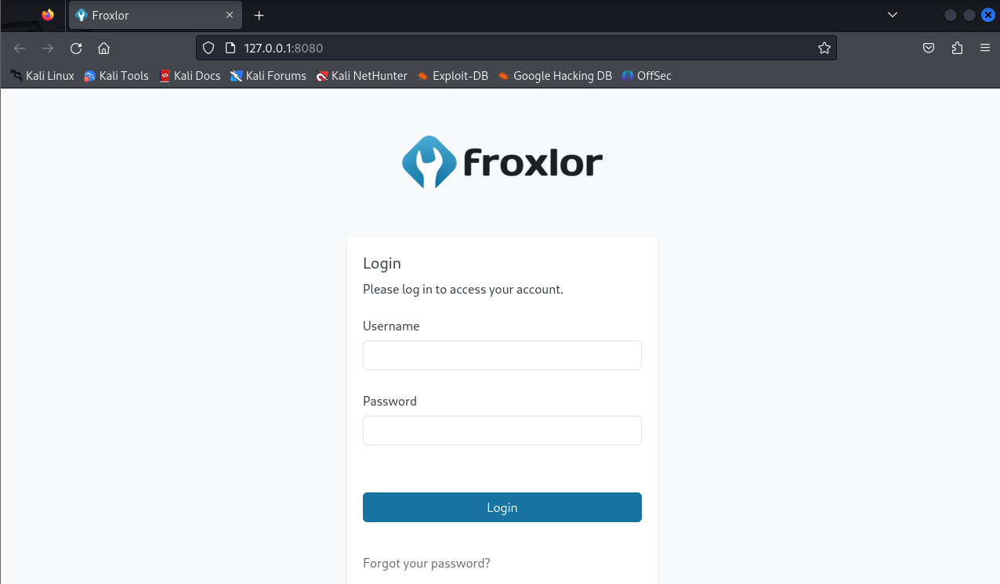 Froxlor
127.0.0.1:8080
Kali Linux Kali Tools Kali Docs Kali Forums Kali NetHunter Exploit-DB Google Hacking DB OffSec
froxlor
Login
Please log in to access your account.
Username
Password
Login
Forgot your password?